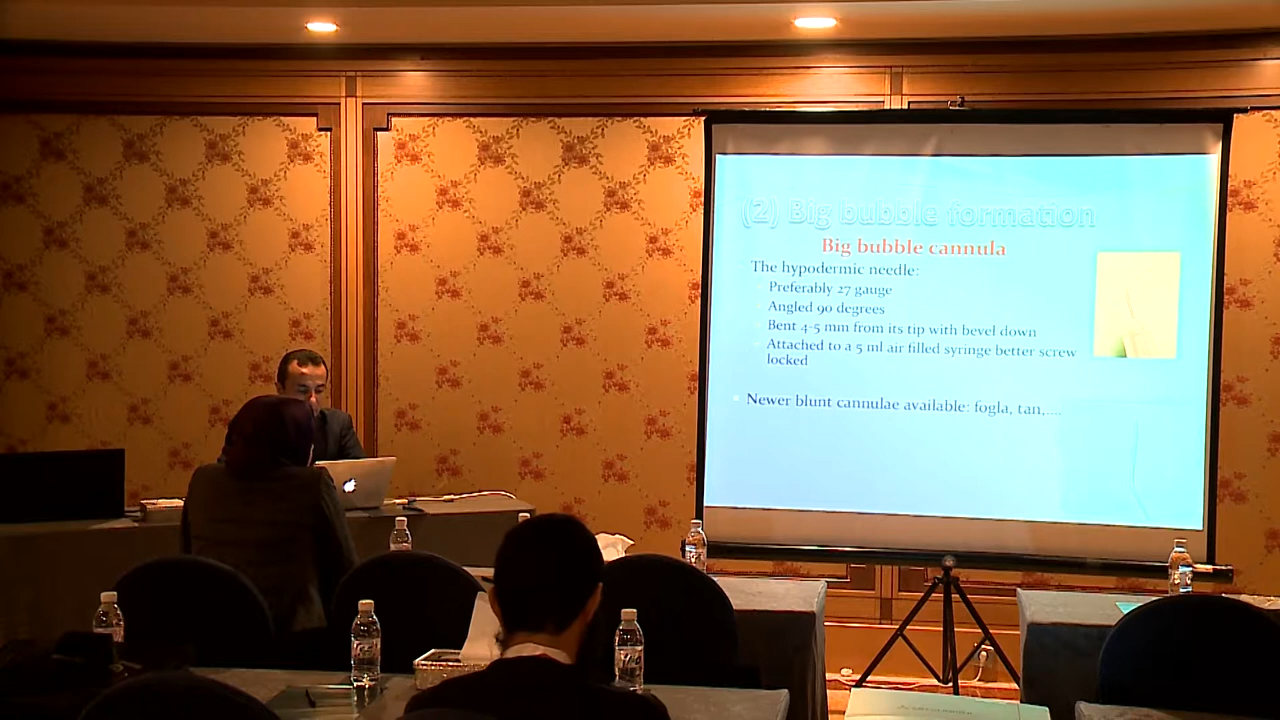 (2) Big bubble formation
Big bubble cannula
The hypodermic needle:
Preferably 27 gauge
Angled 90 degrees
Bent 4-5 mm from its tip with bevel down
Attached to a 5 ml air filled syringe better screw
locked
Newer blunt cannulae available: fogla, tan,....